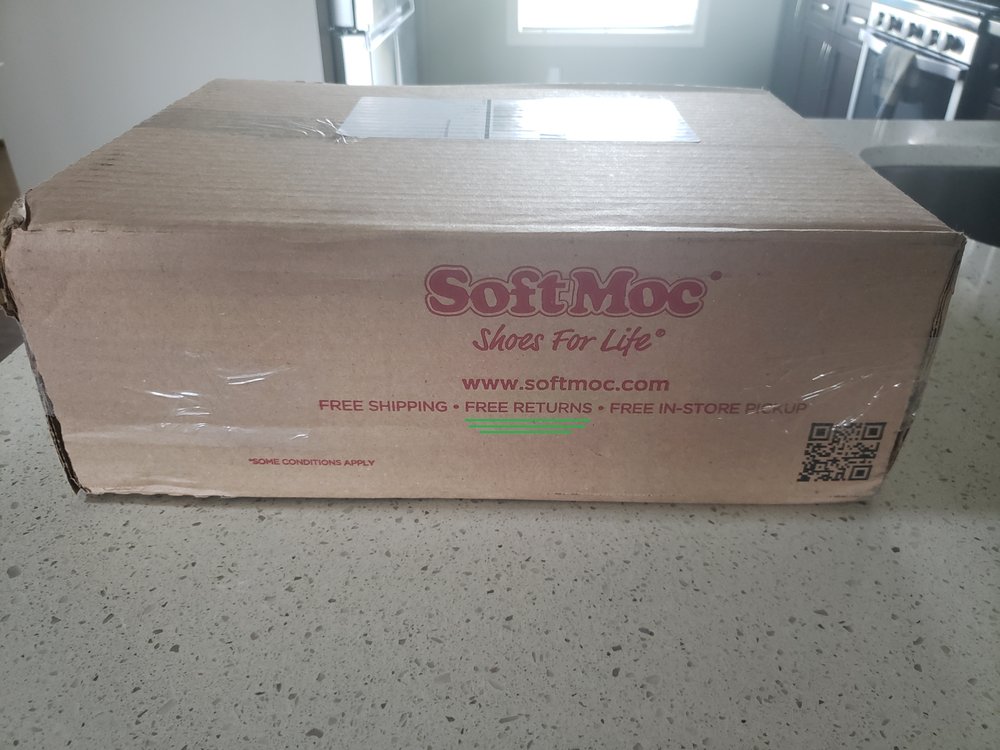 SoftMoc®
Shoes For Life®
www.softmoc.com
FREE SHIPPING • FREE RETURNS • FREE IN-STORE PICKUP
*SOME CONDITIONS APPLY